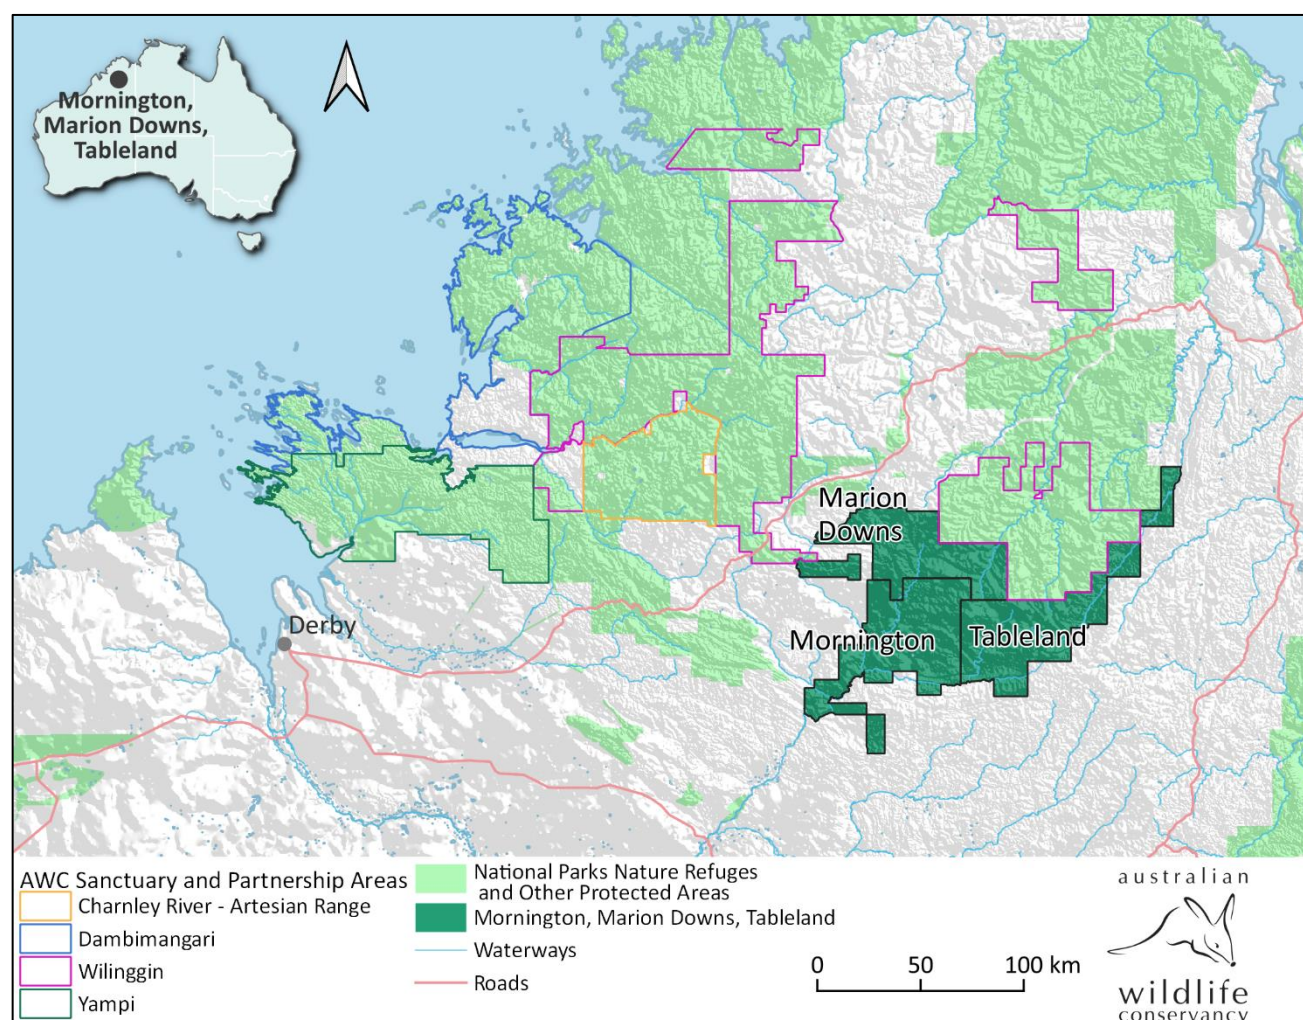 Mornington,
Marion Downs,
Tableland
Marion
Downs
Mornington
Tableland
Derby
AWC Sanctuary and Partnership Areas
Charnley River - Artesian Range
Dambimangari
Wilinggin
Yampi
National Parks Nature Refuges
and Other Protected Areas
Mornington, Marion Downs, Tableland
Waterways
Roads
0 50 100 km
australian
wildlife
conservancy